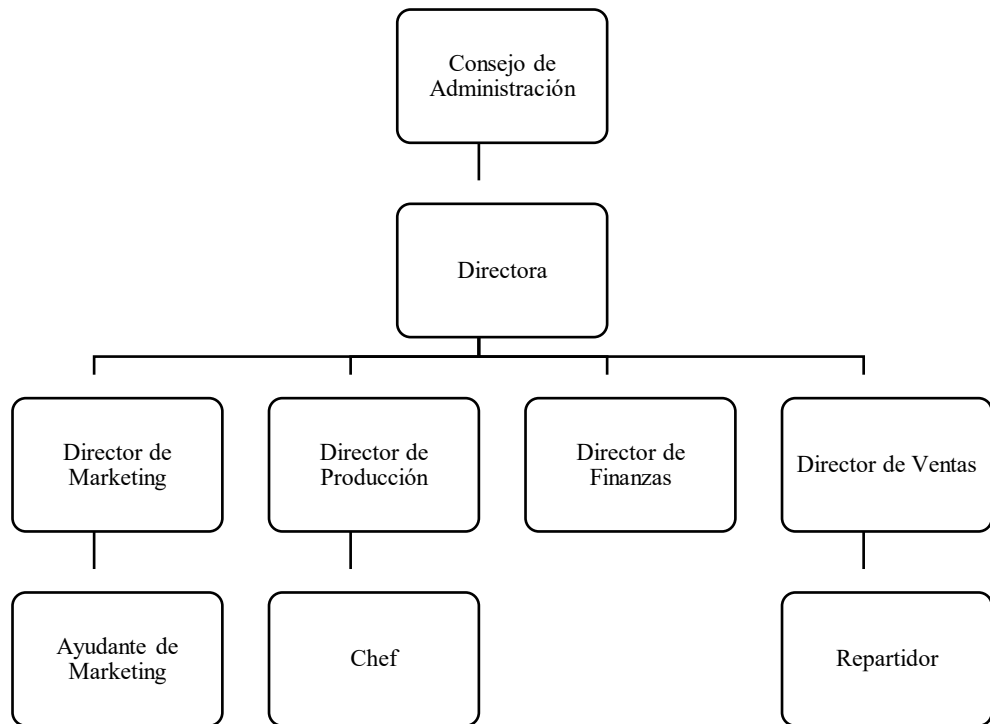 Consejo de
Administración
Directora
Director de
Marketing
Director de
Producción
Director de
Finanzas
Director de Ventas
Ayudante de
Marketing
Chef
Repartidor